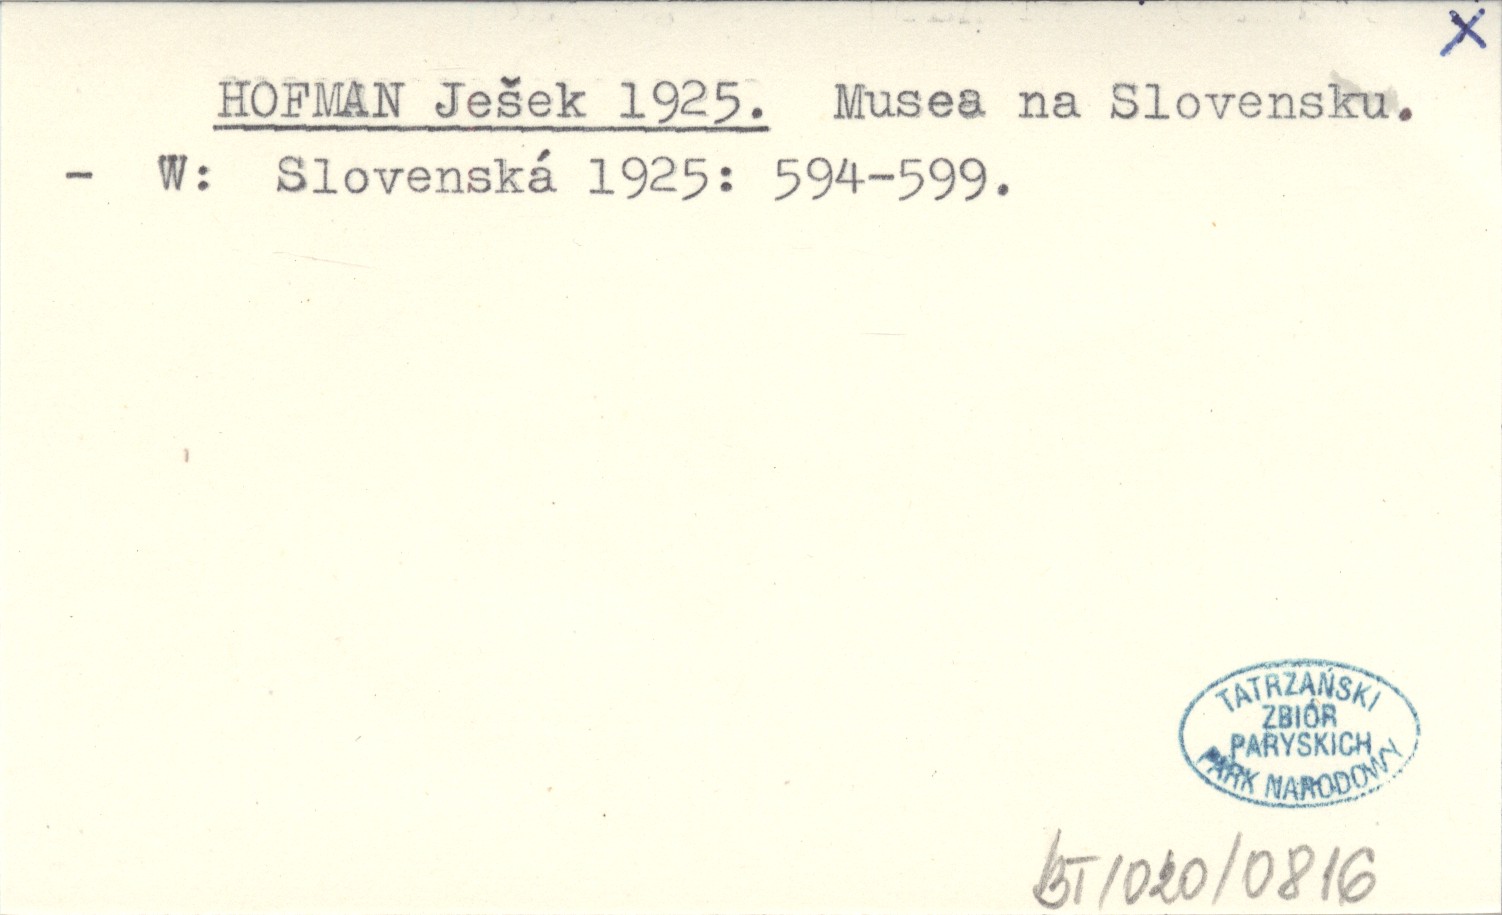 X
HOFMAN Ješek 1925. Musea na Slovensku.
- W: Slovenská 1925: 594-599.
TATRZAŃSKI
ZBIÓR
PARYSKICH
PARK NARODOWY
BT/020/0816